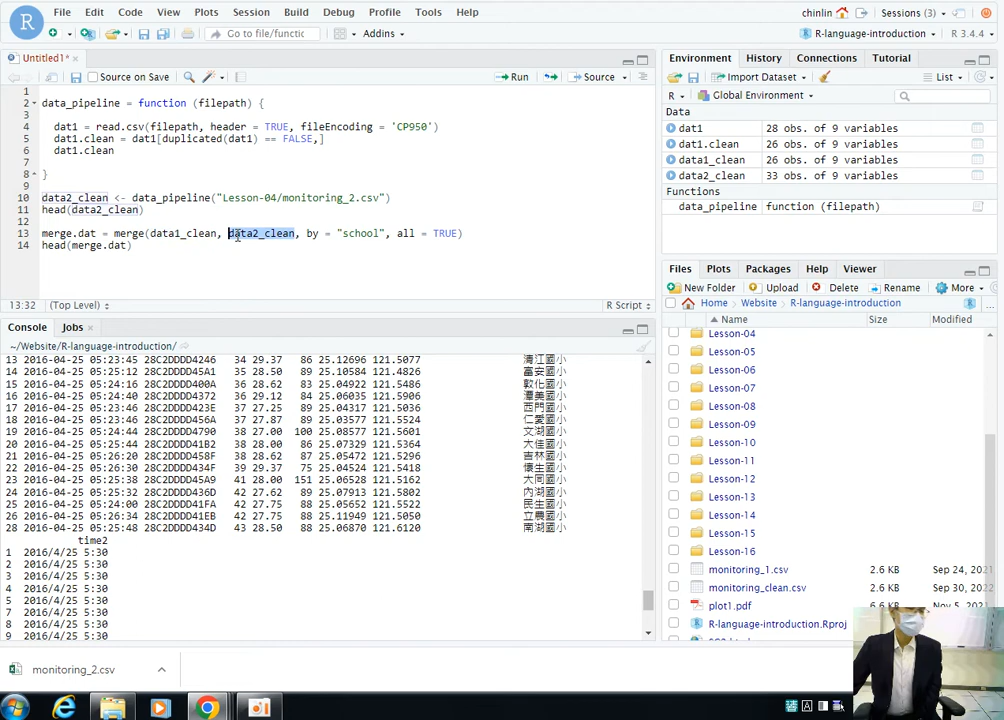 File Edit Code View Plots Session Build Debug Profile Tools Help
chinlin Sessions (3)
Go to file/functic Addins
R-language-introduction R 3.4.4
Untitled1*
Source on Save Run Source
1
2 data_pipeline = function (filepath) {
3
4 dat1 = read.csv(filepath, header = TRUE, fileEncoding = 'CP950')
5 dat1.clean = dat1[duplicated(dat1) == FALSE,]
6 dat1.clean
7
8 }
9
10 data2_clean <- data_pipeline("Lesson-04/monitoring_2.csv")
11 head(data2_clean)
12
13 merge.dat = merge(data1_clean, data2_clean, by = "school", all = TRUE)
14 head(merge.dat)
13:32 (Top Level) R Script
Console Jobs
~/Website/R-language-introduction/
13 2016-04-25 05:23:45 28C2DDDD4246 34 29.37 86 25.12696 121.5077 清江國小
14 2016-04-25 05:25:12 28C2DDDD45A1 35 28.50 89 25.10584 121.4826 富安國小
15 2016-04-25 05:24:16 28C2DDDD400A 36 28.62 83 25.04922 121.5486 敦化國小
16 2016-04-25 05:24:40 28C2DDDD4372 36 29.12 84 25.06035 121.5906 潭美國小
17 2016-04-25 05:23:46 28C2DDDD436E 37 27.25 89 25.04317 121.5036 西門國小
18 2016-04-25 05:23:46 28C2DDDD456A 37 27.87 89 25.03577 121.5524 仁愛國小
19 2016-04-25 05:24:44 28C2DDDD4790 38 27.00 100 25.08577 121.5601 文湖國小
20 2016-04-25 05:25:44 28C2DDDD41B2 38 28.00 86 25.07329 121.5364 大佳國小
21 2016-04-25 05:26:20 28C2DDDD458F 38 28.62 87 25.05472 121.5296 吉林國小
22 2016-04-25 05:26:30 28C2DDDD434F 39 29.37 75 25.04524 121.5418 懷生國小
23 2016-04-25 05:25:38 28C2DDDD45A9 41 28.00 151 25.06528 121.5162 大同國小
24 2016-04-25 05:25:32 28C2DDDD436D 42 27.62 89 25.07913 121.5802 內湖國小
25 2016-04-25 05:24:00 28C2DDDD41FA 42 27.75 88 25.05652 121.5522 民生國小
26 2016-04-25 05:26:34 28C2DDDD41EB 42 27.75 91 25.11949 121.5050 立農國小
28 2016-04-25 05:25:48 28C2DDDD434D 43 28.50 88 25.06870 121.6120 南湖國小
time2
1 2016/4/25 5:30
2 2016/4/25 5:30
3 2016/4/25 5:30
4 2016/4/25 5:30
5 2016/4/25 5:30
6 2016/4/25 5:30
7 2016/4/25 5:30
8 2016/4/25 5:30
9 2016/4/25 5:30
Environment History Connections Tutorial
Import Dataset List
R Global Environment
Data
dat1 28 obs. of 9 variables
dat1.clean 26 obs. of 9 variables
data1_clean 26 obs. of 9 variables
data2_clean 33 obs. of 9 variables
Functions
data_pipeline function (filepath)
Files Plots Packages Help Viewer
New Folder Upload Delete Rename More
Home Website R-language-introduction
Name Size Modified
Lesson-04
Lesson-05
Lesson-06
Lesson-07
Lesson-08
Lesson-09
Lesson-10
Lesson-11
Lesson-12
Lesson-13
Lesson-14
Lesson-15
Lesson-16
monitoring_1.csv 2.6 KB Sep 24, 202
monitoring_clean.csv 2.6 KB Sep 30, 2022
plot1.pdf 6.6 KB Nov 5, 2021
R-language-introduction.Rproj
monitoring_2.csv